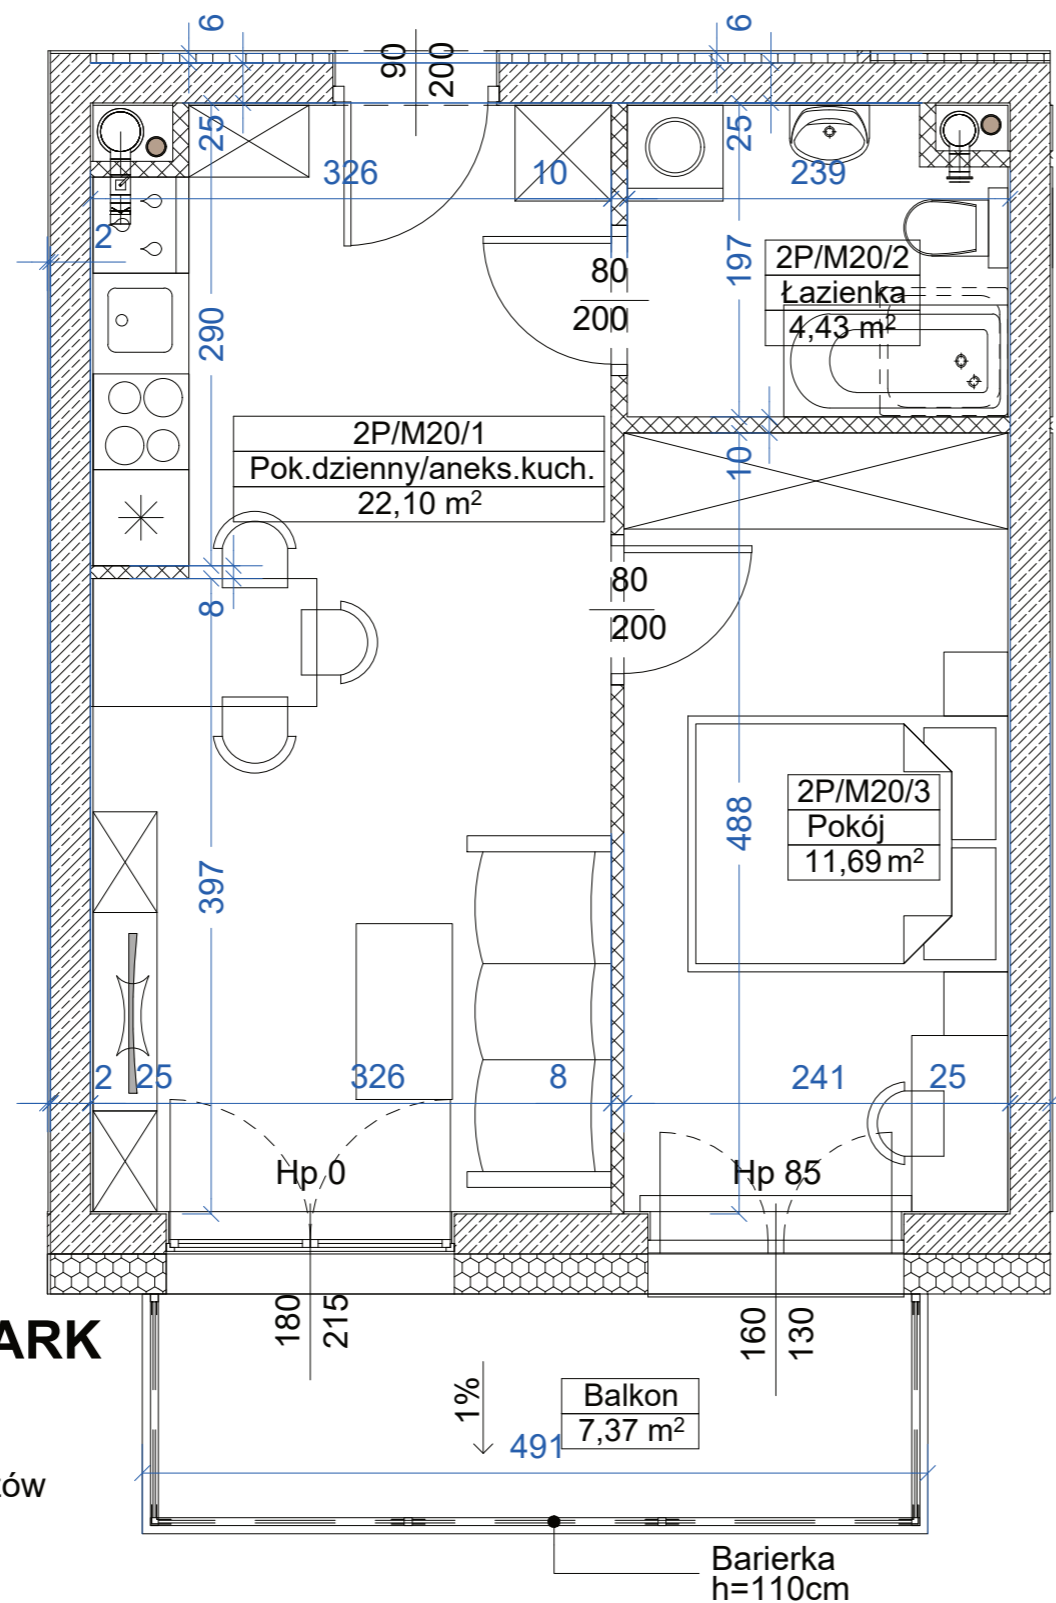 6
6
90
200
25
25
326
10
239
2
290
197
80
200
2P/M20/2
Łazienka
4,43 m²
2P/M20/1
Pok.dzienny/aneks.kuch.
22,10 m²
10
8
80
200
397
488
2P/M20/3
Pokój
11,69 m²
2
25
326
8
241
25
Hp 0
Hp 85
180
215
160
130
ARK
1%
Balkon
7,37 m²
491
ów
Barierka
h=110cm